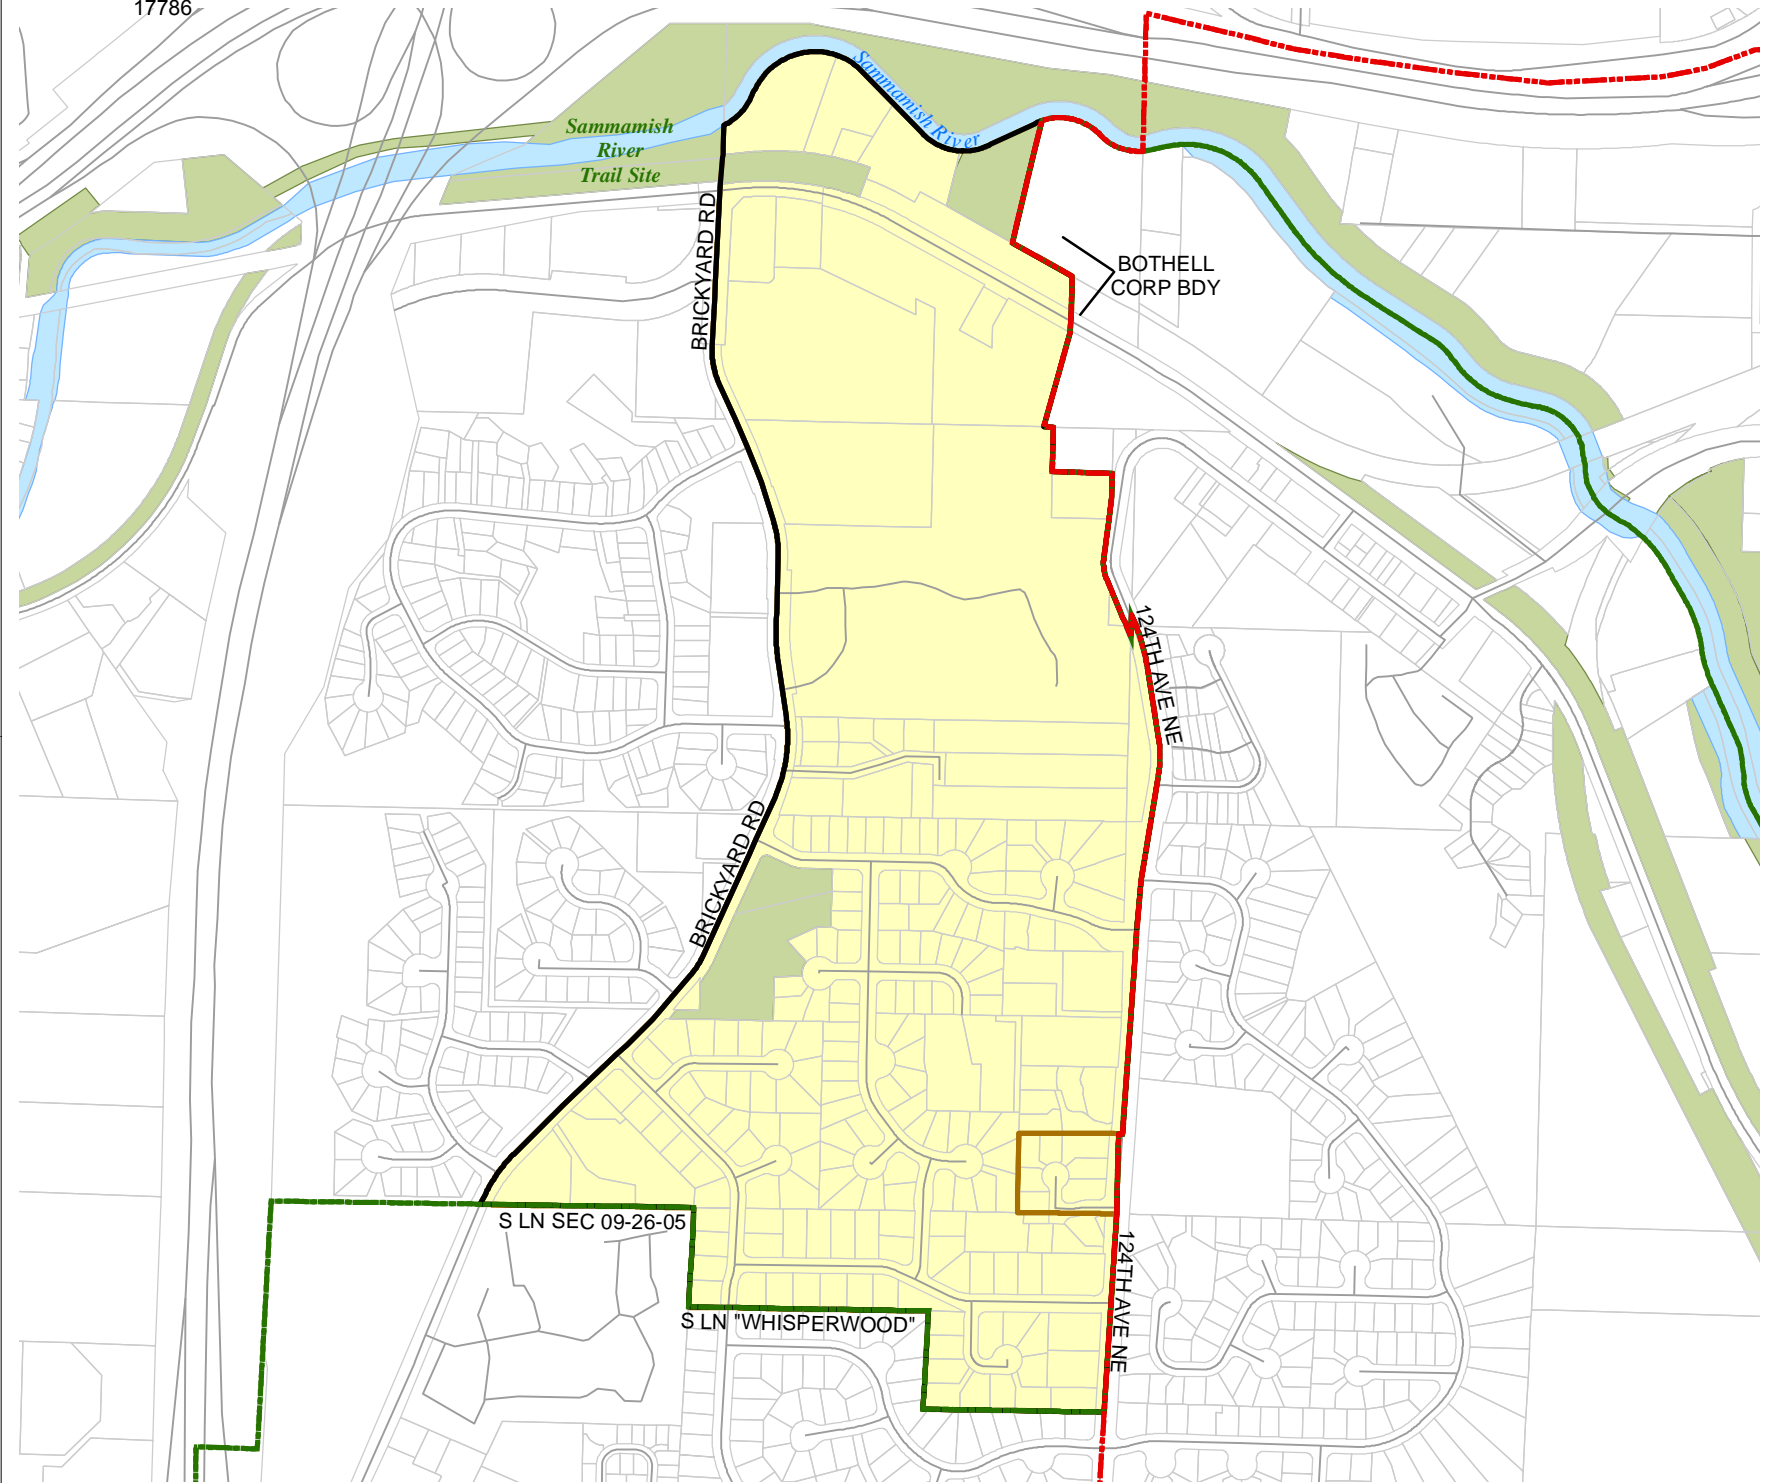 17786
Sammamish River
Sammamish
River
Trail Site
BRICKYARD RD
BOTHELL
CORP BDY
124TH AVE NE
BRICKYARD RD
S LN SEC 09-26-05
124TH AVE NE
S LN "WHISPERWOOD"